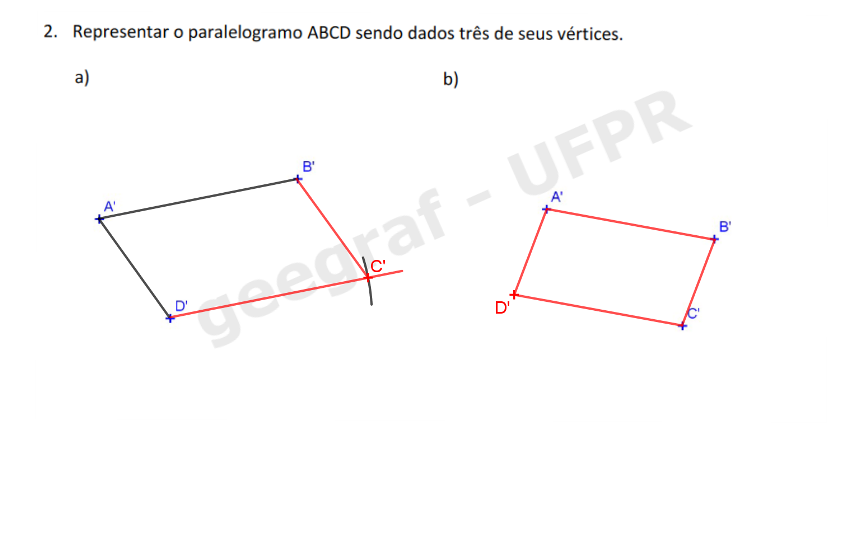 2. Representar o paralelogramo ABCD sendo dados três de seus vértices.
a)
b)
geegraf - UFPR
A'
B'
C'
D'
A'
B'
C'
D'